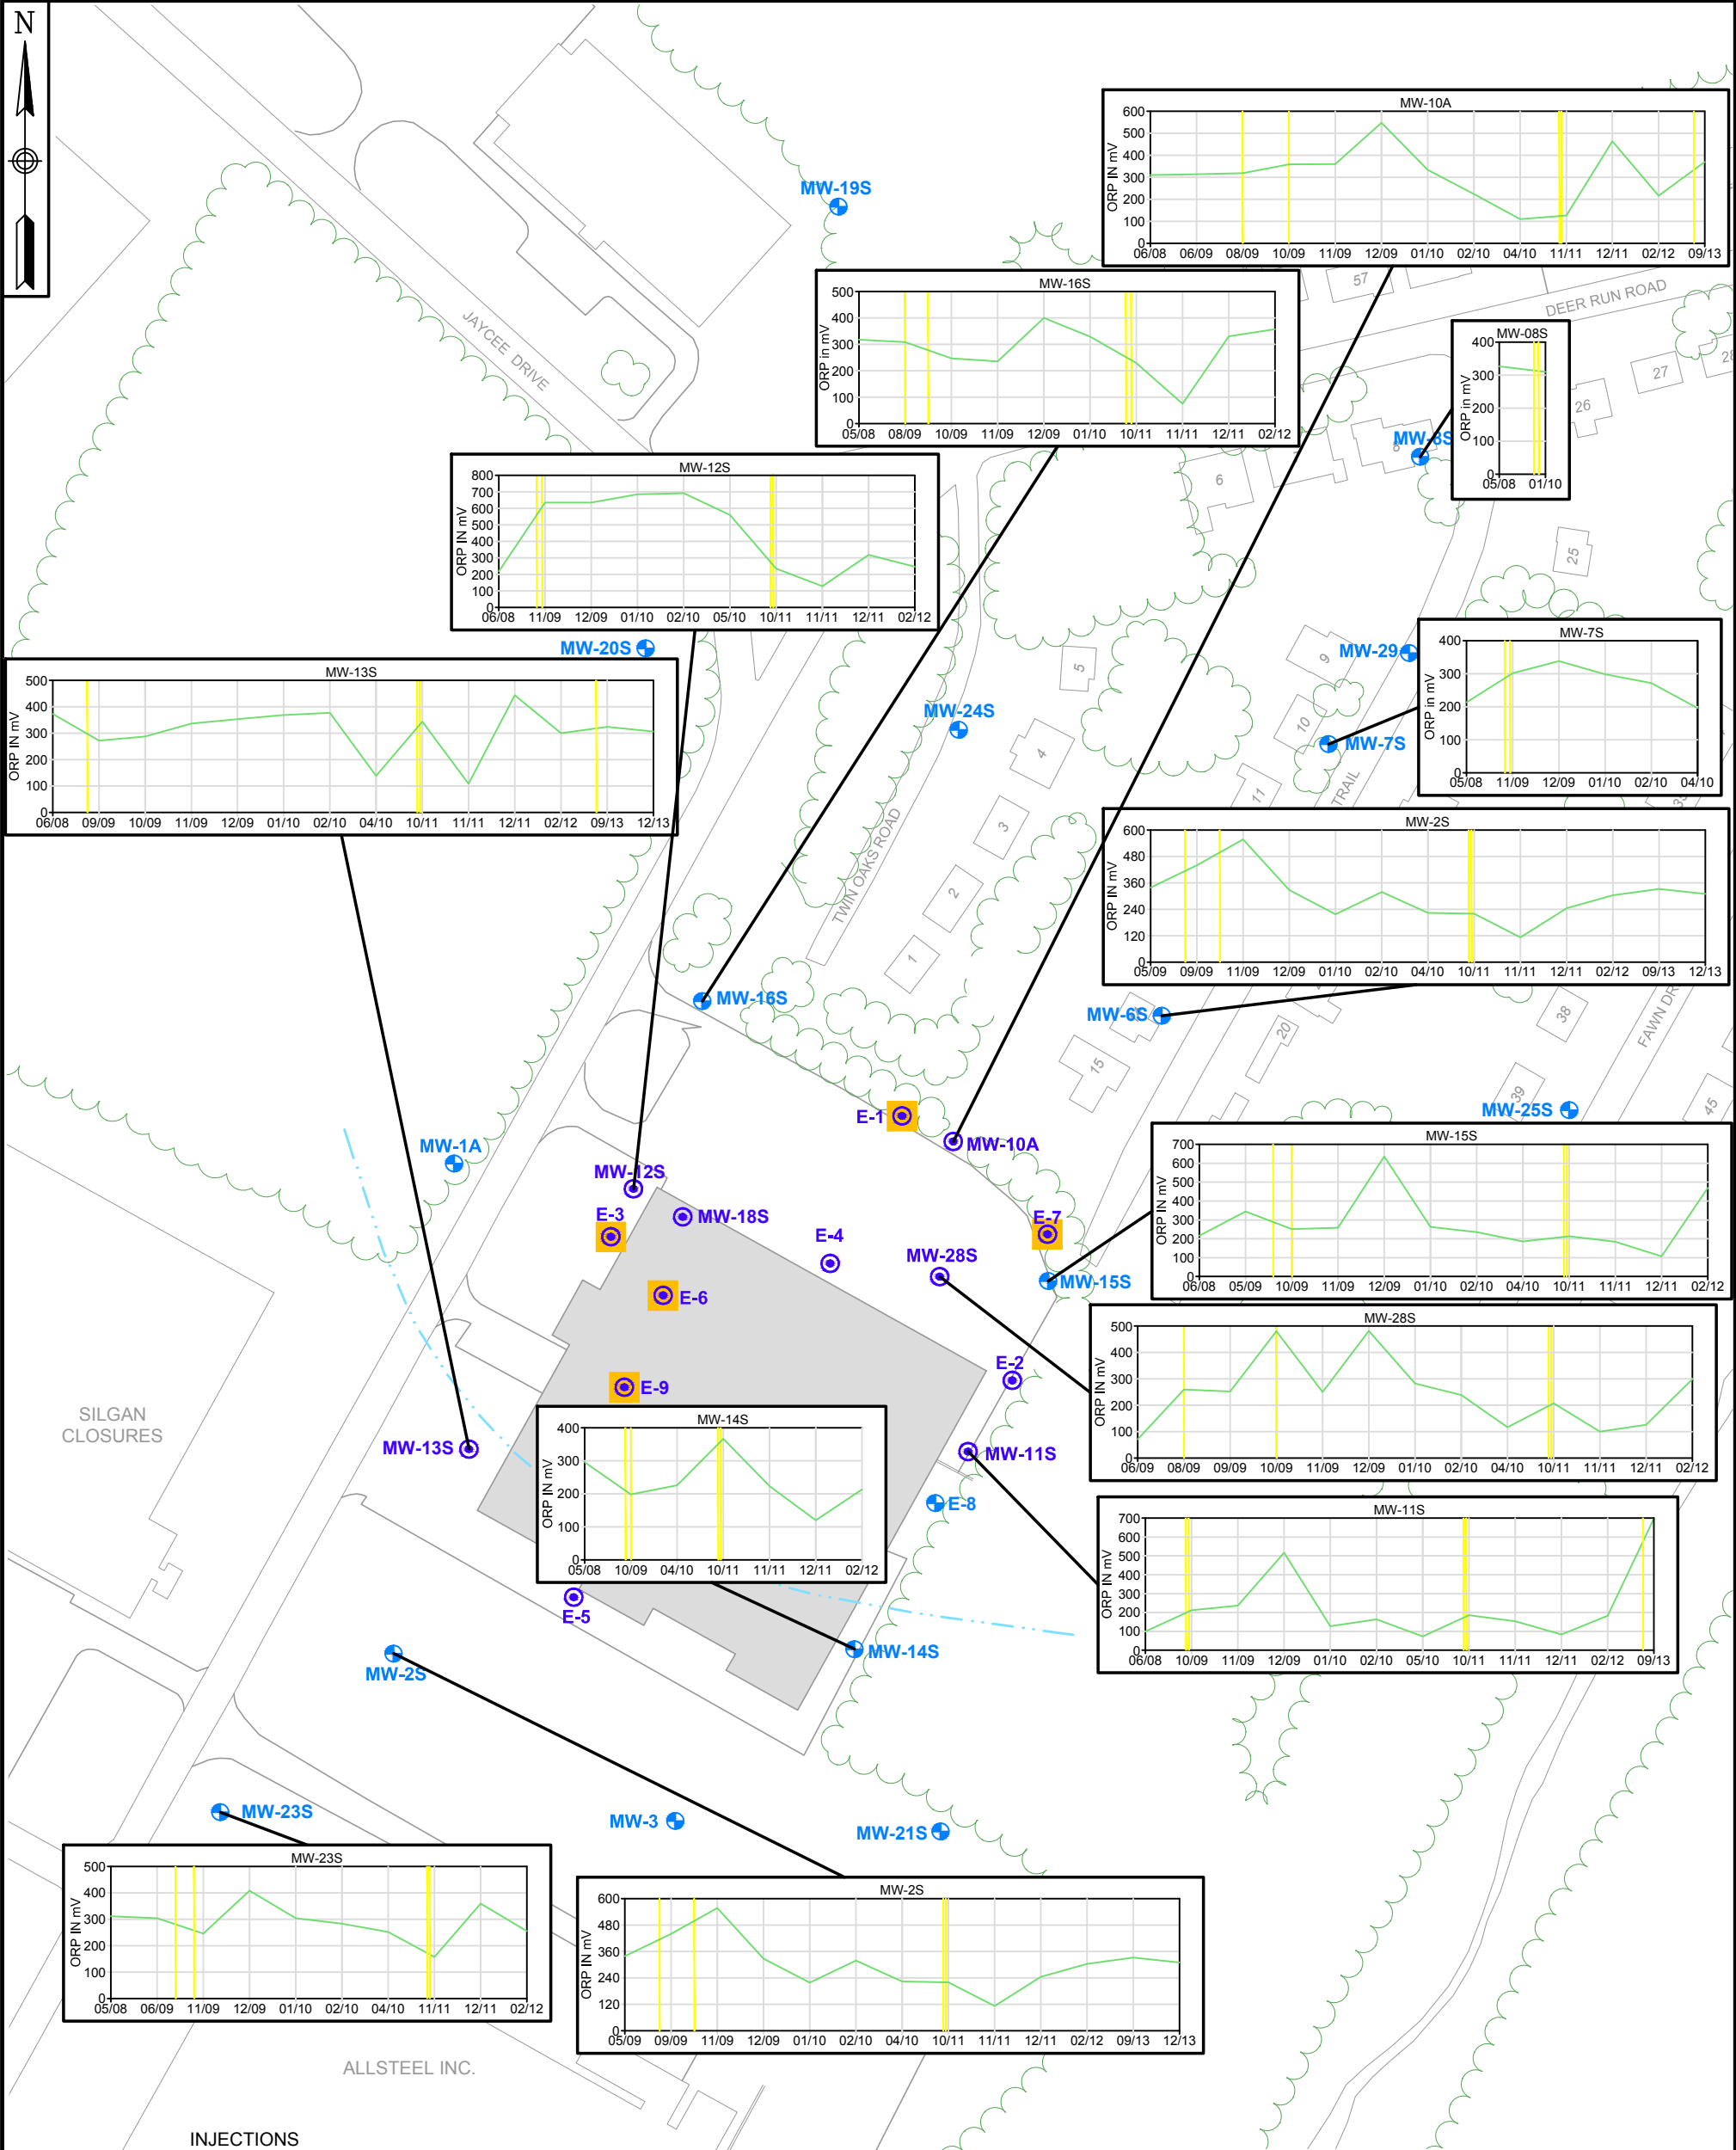 N
MW-19S
MW-10A
ORP IN mV
600
500
400
300
200
100
0
06/08 06/09 08/09 10/09 11/09 12/09 01/10 02/10 04/10 11/11 12/11 02/12 09/13
57
DEER RUN ROAD
JAYCEE DRIVE
MW-16S
ORP in mV
500
400
300
200
100
0
05/08 08/09 10/09 11/09 12/09 01/10 10/11 11/11 12/11 02/12
MW-08S
ORP in mV
400
300
200
100
0
05/08 01/10
28
27
26
8
MW-8S
6
25
MW-12S
ORP IN mV
800
700
600
500
400
300
200
100
0
06/08 11/09 12/09 01/10 02/10 05/10 10/11 11/11 12/11 02/12
MW-20S
MW-29
9
5
MW-7S
ORP in mV
400
300
200
100
0
05/08 11/09 12/09 01/10 02/10 04/10
MW-13S
ORP IN mV
500
400
300
200
100
0
06/08 09/09 10/09 11/09 12/09 01/10 02/10 04/10 10/11 11/11 12/11 02/12 09/13 12/13
MW-24S
10
MW-7S
4
11
TRAIL
3
TWIN OAKS ROAD
2
1
MW-2S
ORP IN mV
600
480
360
240
120
0
05/09 09/09 11/09 12/09 01/10 02/10 04/10 10/11 11/11 12/11 02/12 09/13 12/13
MW-16S
MW-6S
20
38
FAWN DR
15
39
45
MW-25S
E-1
MW-10A
MW-1A
MW-12S
E-3
MW-18S
E-4
E-7
MW-28S
MW-15S
MW-15S
ORP IN mV
700
600
500
400
300
200
100
0
06/08 05/09 10/09 11/09 12/09 01/10 02/10 04/10 10/11 11/11 12/11 02/12
E-6
E-9
E-2
MW-28S
ORP IN mV
500
400
300
200
100
0
06/09 08/09 09/09 10/09 11/09 12/09 01/10 02/10 04/10 10/11 11/11 12/11 02/12
SILGAN
CLOSURES
MW-13S
MW-14S
ORP IN mV
400
300
200
100
0
05/08 10/09 04/10 10/11 11/11 12/11 02/12
MW-11S
E-8
MW-11S
ORP IN mV
700
600
500
400
300
200
100
0
06/08 10/09 11/09 12/09 01/10 02/10 05/10 10/11 11/11 12/11 02/12 09/13
E-5
MW-14S
MW-2S
MW-23S
MW-3
MW-21S
MW-23S
ORP IN mV
500
400
300
200
100
0
05/08 06/09 11/09 12/09 01/10 02/10 04/10 11/11 12/11 02/12
MW-2S
ORP IN mV
600
480
360
240
120
0
05/09 09/09 11/09 12/09 01/10 02/10 04/10 10/11 11/11 12/11 02/12 09/13 12/13
ALLSTEEL INC.
INJECTIONS